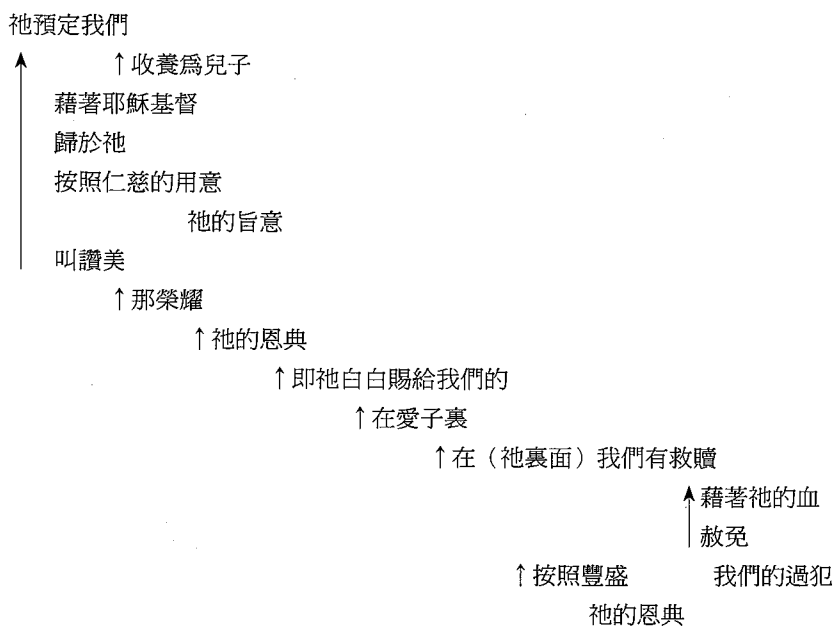 祂預定我們
↑收養爲兒子
藉著耶穌基督
歸於祂
按照仁慈的用意
祂的旨意
叫讚美
↑那榮耀
↑祂的恩典
↑即祂白白賜給我們的
↑在愛子裏
↑在（祂裏面）我們有救贖
藉著祂的血
赦免
↑按照豐盛 我們的過犯
祂的恩典